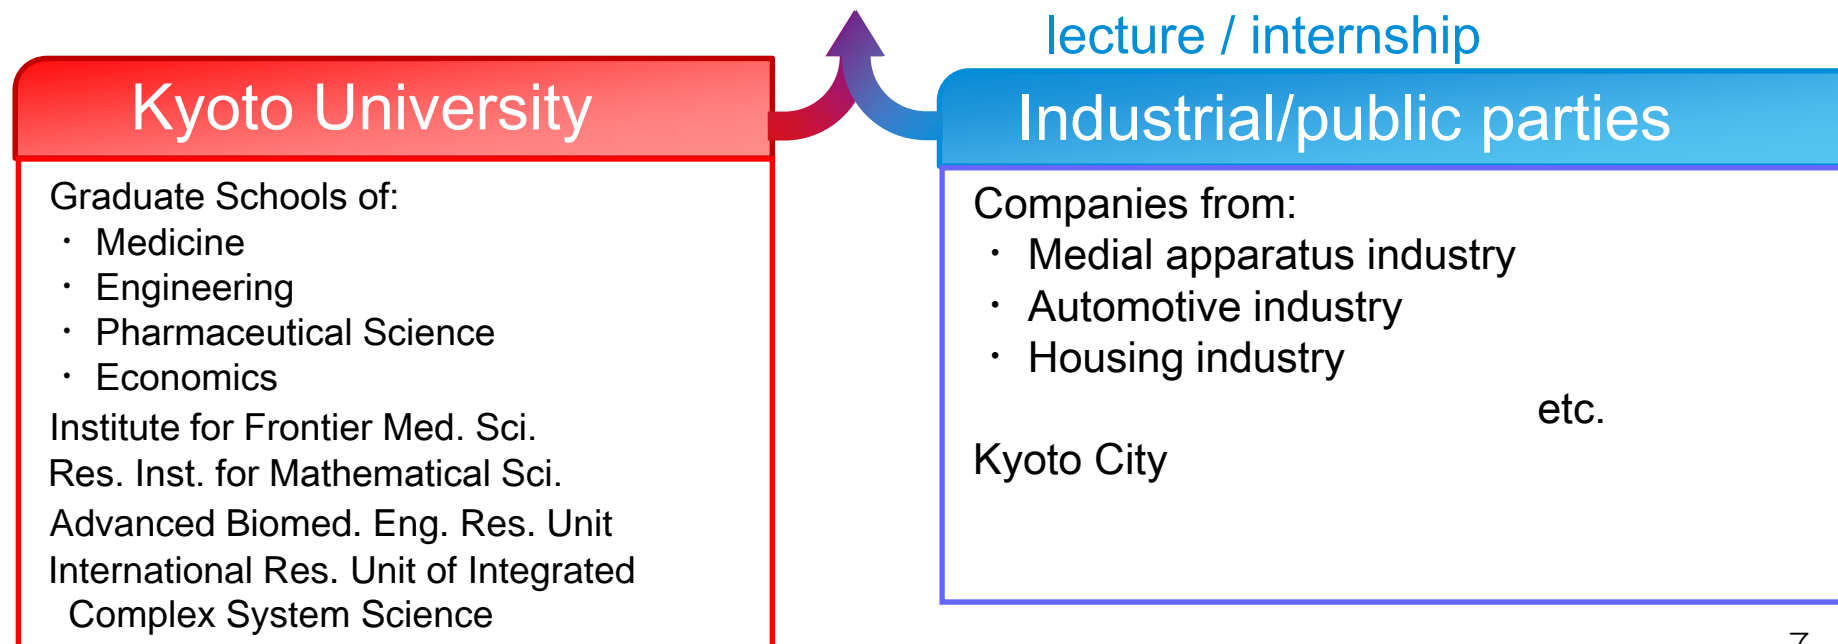 lecture / internship
Kyoto University
Graduate Schools of:
・ Medicine
・ Engineering
・ Pharmaceutical Science
・ Economics
Institute for Frontier Med. Sci.
Res. Inst. for Mathematical Sci.
Advanced Biomed. Eng. Res. Unit
International Res. Unit of Integrated
Complex System Science
Industrial/public parties
Companies from:
・ Medial apparatus industry
・ Automotive industry
・ Housing industry
etc.
Kyoto City